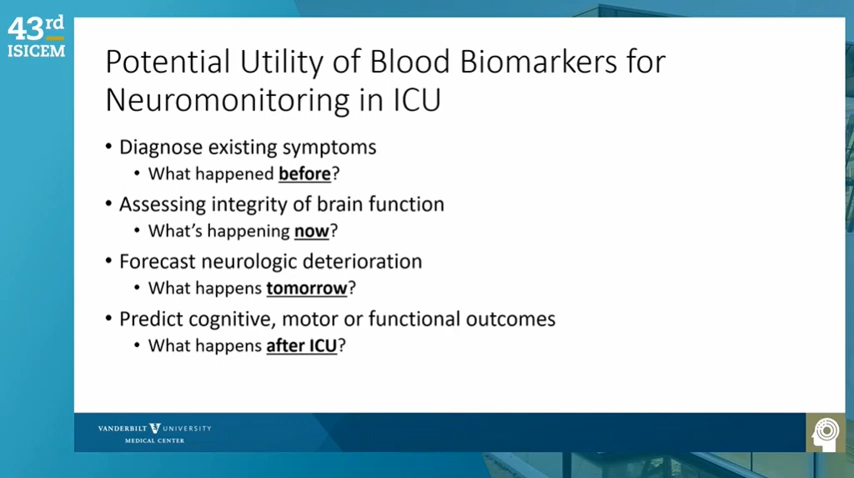 43rd
ISICEM
Potential Utility of Blood Biomarkers for
Neuromonitoring in ICU
• Diagnose existing symptoms
• What happened before?
• Assessing integrity of brain function
• What's happening now?
• Forecast neurologic deterioration
• What happens tomorrow?
• Predict cognitive, motor or functional outcomes
• What happens after ICU?
VANDERBILT V UNIVERSITY
MEDICAL CENTER